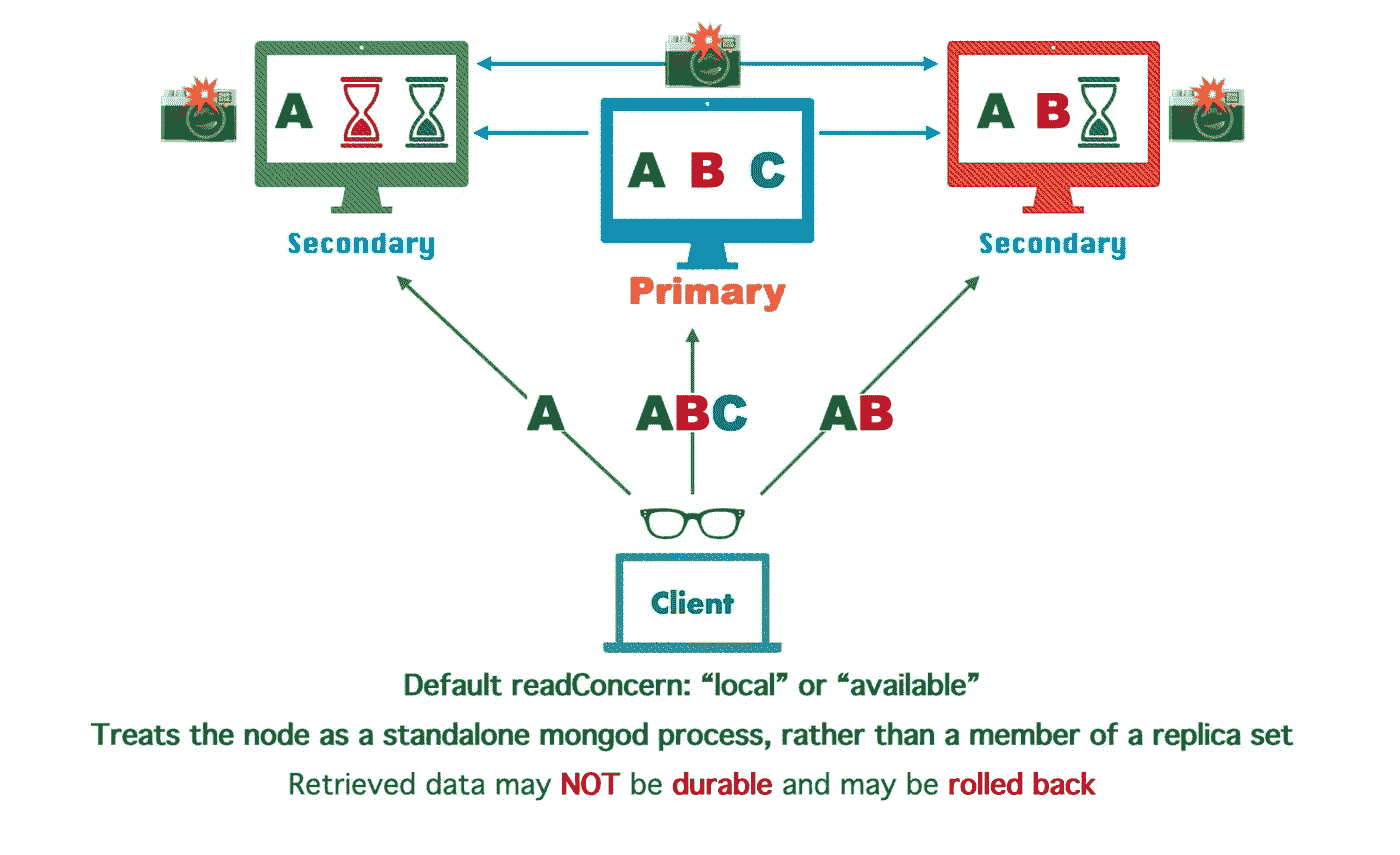 A
A B C
A B
Secondary
Primary
Secondary
A
ABC
AB
Client
Default readConcern: “local” or “available”
Treats the node as a standalone mongod process, rather than a member of a replica set
Retrieved data may NOT be durable and may be rolled back